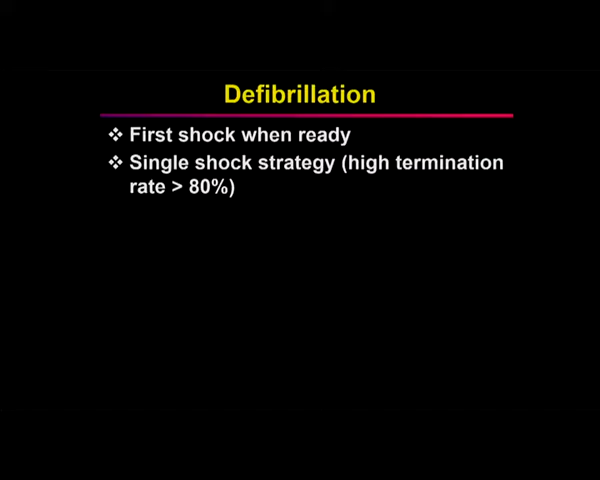 Defibrillation
❖ First shock when ready
❖ Single shock strategy (high termination
rate > 80%)